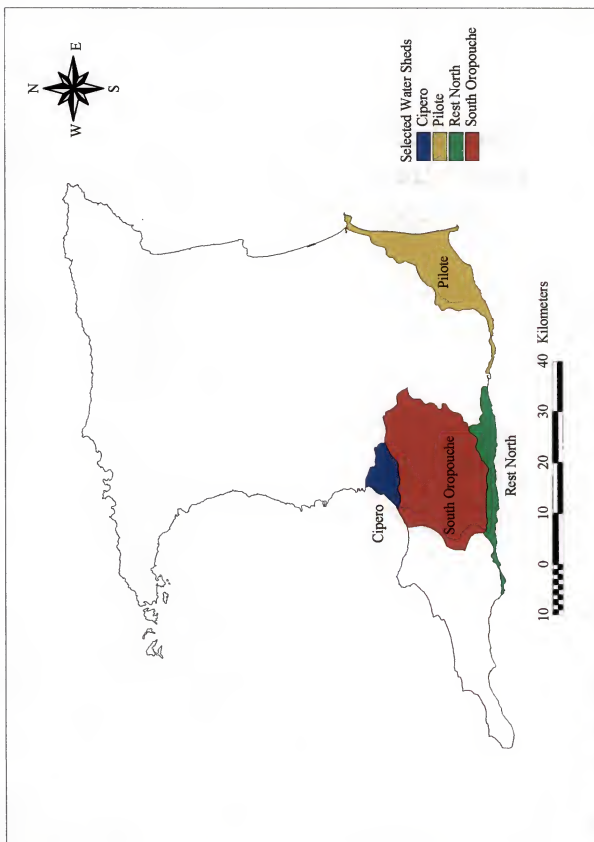 N
W E
S
Selected Water Sheds
Cipero
Pilote
Rest North
South Oropouche
Cipero
South Oropouche
Pilote
Rest North
10 0 10 20 30 40 Kilometers